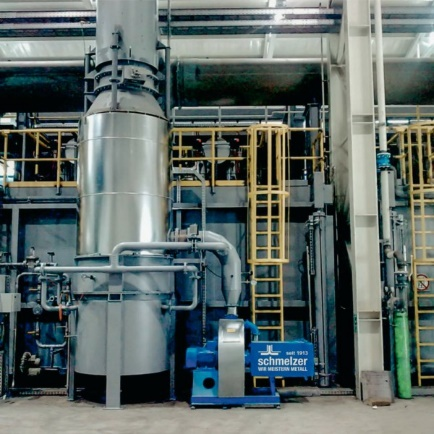 seit 1913
schmelzer
WIR MEISTERN METALL